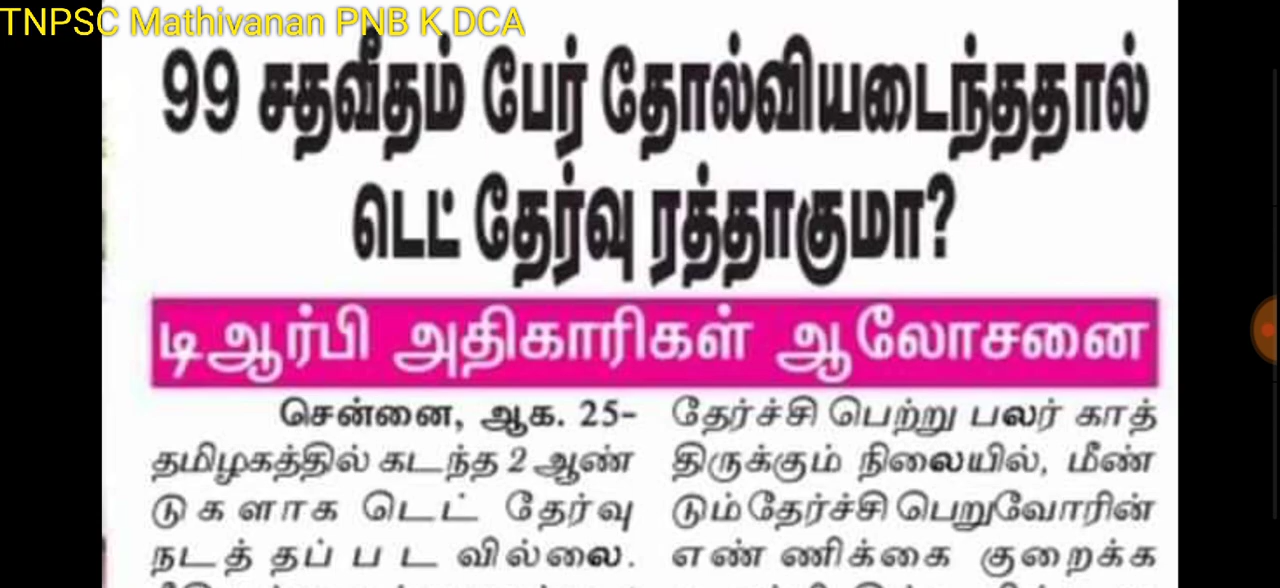 TNPSC Mathivanan PNB K DCA
99 சதவீதம் பேர் தோல்வியடைந்ததால்
டெட் தேர்வு ரத்தாகுமா?
டிஆர்பி அதிகாரிகள் ஆலோசனை
சென்னை, ஆக. 25-
தமிழகத்தில் கடந்த 2 ஆண்
டுகளாக டெட் தேர்வு
நடத்தப்படவில்லை.
தேர்ச்சி பெற்று பலர் காத்
திருக்கும் நிலையில், மீண்
டும் தேர்ச்சி பெறுவோரின்
எண் ணிக்கை குறைக்க